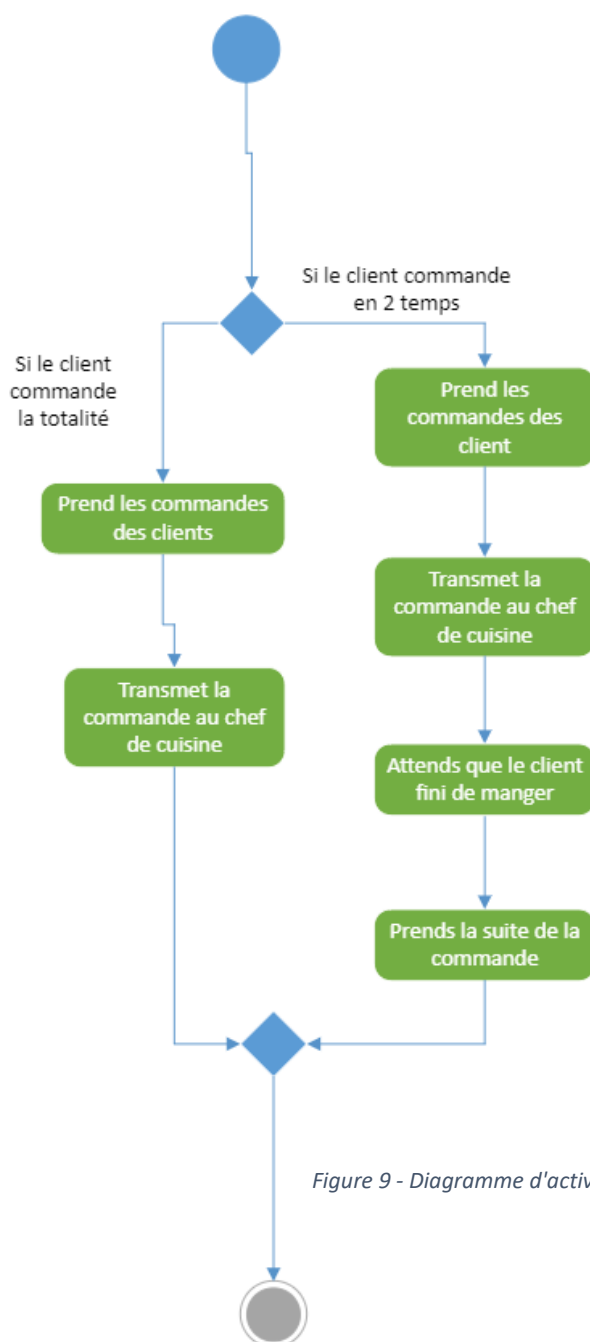 Si le client commande
en 2 temps
Si le client
commande
la totalité
Prend les
commandes des
client
Prend les commandes
des clients
Transmet la
commande au chef
de cuisine
Transmet la
commande au chef
de cuisine
Attends que le client
fini de manger
Prends la suite de la
commande
Figure 9 - Diagramme d'activ